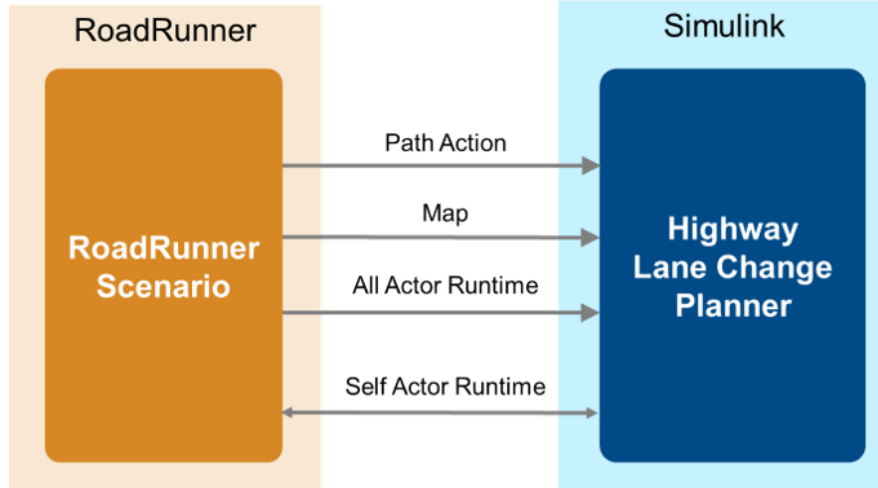 RoadRunner
Simulink
RoadRunner
Scenario
Path Action
Map
All Actor Runtime
Self Actor Runtime
Highway
Lane Change
Planner